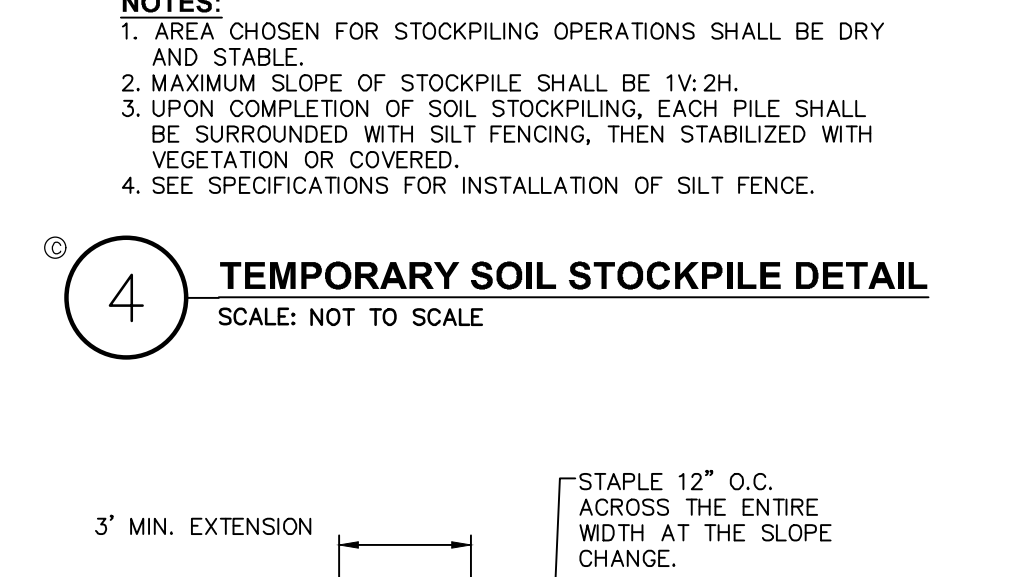 NOTES:
1. AREA CHOSEN FOR STOCKPILING OPERATIONS SHALL BE DRY
AND STABLE.
2. MAXIMUM SLOPE OF STOCKPILE SHALL BE 1V:2H.
3. UPON COMPLETION OF SOIL STOCKPILING, EACH PILE SHALL
BE SURROUNDED WITH SILT FENCING, THEN STABILIZED WITH
VEGETATION OR COVERED.
4. SEE SPECIFICATIONS FOR INSTALLATION OF SILT FENCE.
©
4
TEMPORARY SOIL STOCKPILE DETAIL
SCALE: NOT TO SCALE
STAPLE 12" O.C.
ACROSS THE ENTIRE
WIDTH AT THE SLOPE
CHANGE.
3' MIN. EXTENSION